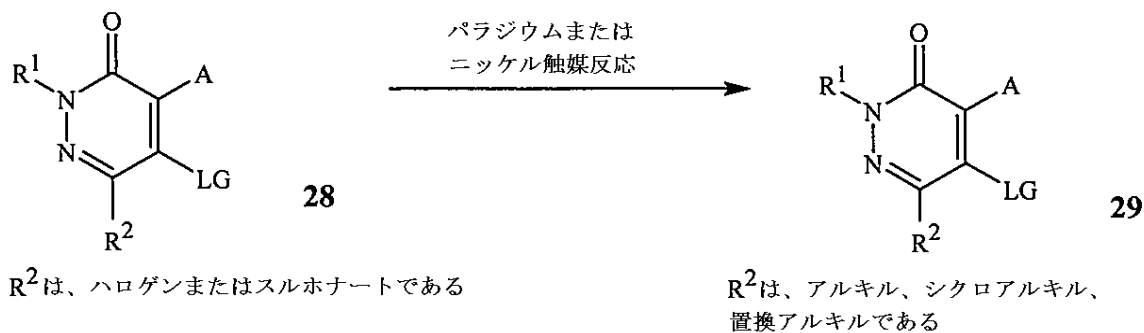 パラジウムまたは
ニッケル触媒反応
O
R¹
A
N
N
LG
R²
28
O
R¹
A
N
N
LG
R²
29
R²は、ハロゲンまたはスルホナートである
R²は、アルキル、シクロアルキル、
置換アルキルである